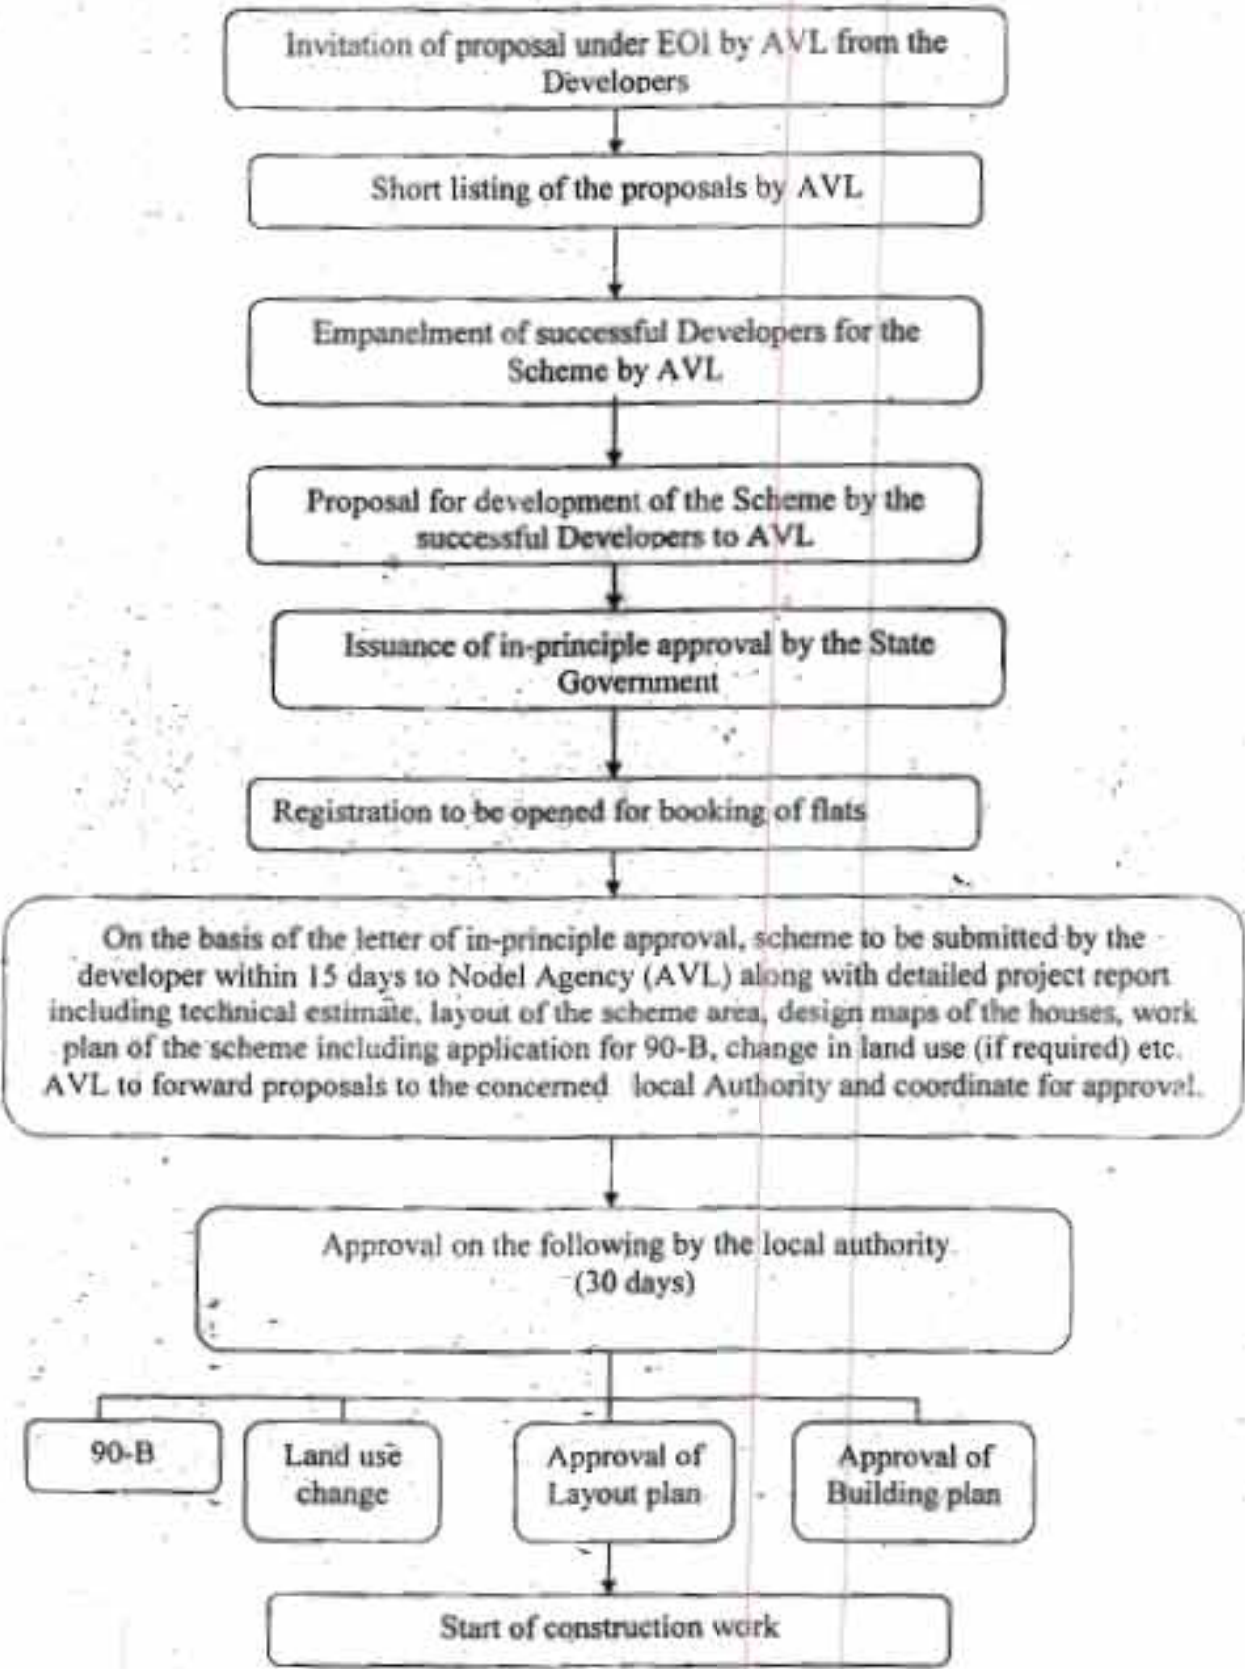 Invitation of proposal under EOI by AVL from the
Developers
Short listing of the proposals by AVL
Empanelment of successful Developers for the
Scheme by AVL
Proposal for development of the Scheme by the
successful Developers to AVL
Issuance of in-principle approval by the State
Government
Registration to be opened for booking of flats
On the basis of the letter of in-principle approval, scheme to be submitted by the
developer within 15 days to Nodel Agency (AVL) along with detailed project report
including technical estimate, layout of the scheme area, design maps of the houses, work
plan of the scheme including application for 90-B, change in land use (if required) etc.
AVL to forward proposals to the concerned local Authority and coordinate for approval.
Approval on the following by the local authority
(30 days)
90-B
Land use
change
Approval of
Layout plan
Approval of
Building plan
Start of construction work